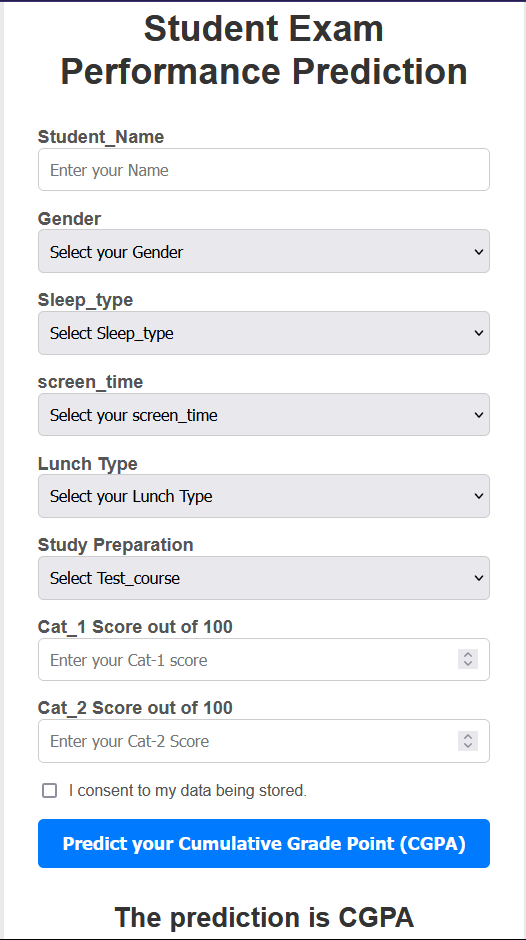 Student Exam
Performance Prediction
Student_Name
Enter your Name
Gender
Select your Gender
Sleep_type
Select Sleep_type
screen_time
Select your screen_time
Lunch Type
Select your Lunch Type
Study Preparation
Select Test_course
Cat_1 Score out of 100
Enter your Cat-1 score
Cat_2 Score out of 100
Enter your Cat-2 Score
I consent to my data being stored.
Predict your Cumulative Grade Point (CGPA)
The prediction is CGPA